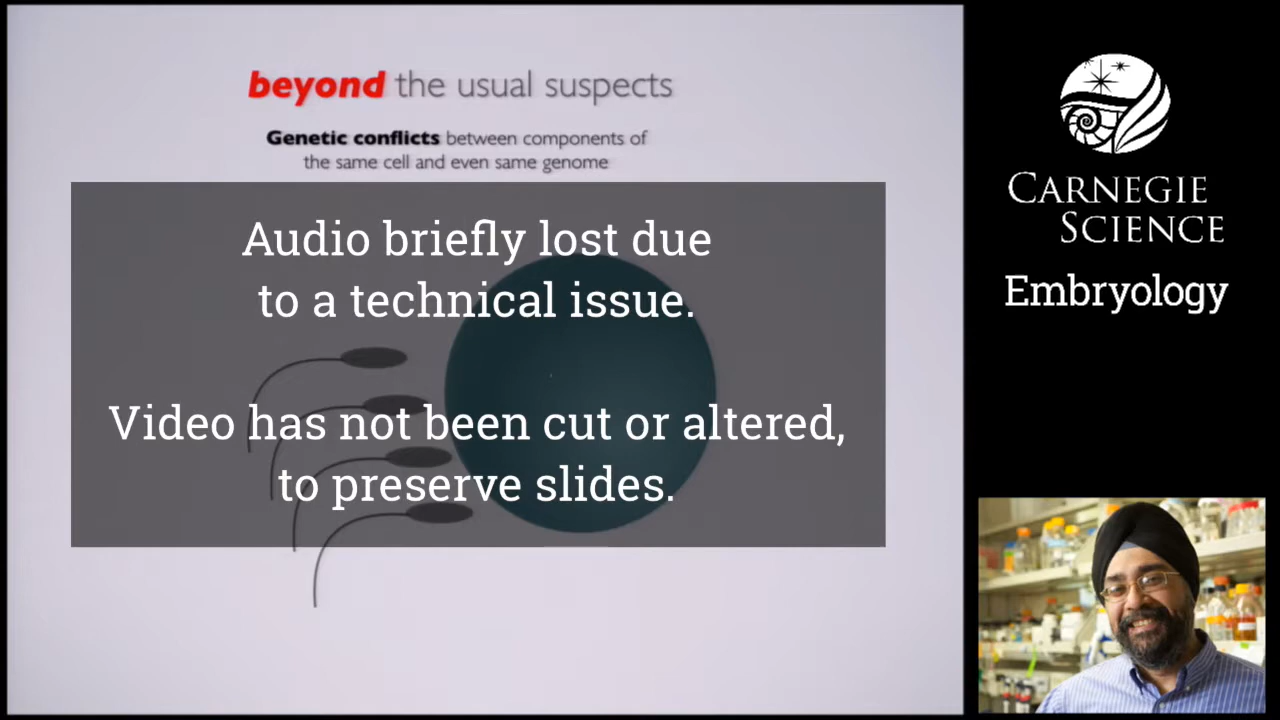 beyond the usual suspects
Genetic conflicts between components of
the same cell and even same genome
Audio briefly lost due
to a technical issue.
Video has not been cut or altered,
to preserve slides.
CARNEGIE
SCIENCE
Embryology